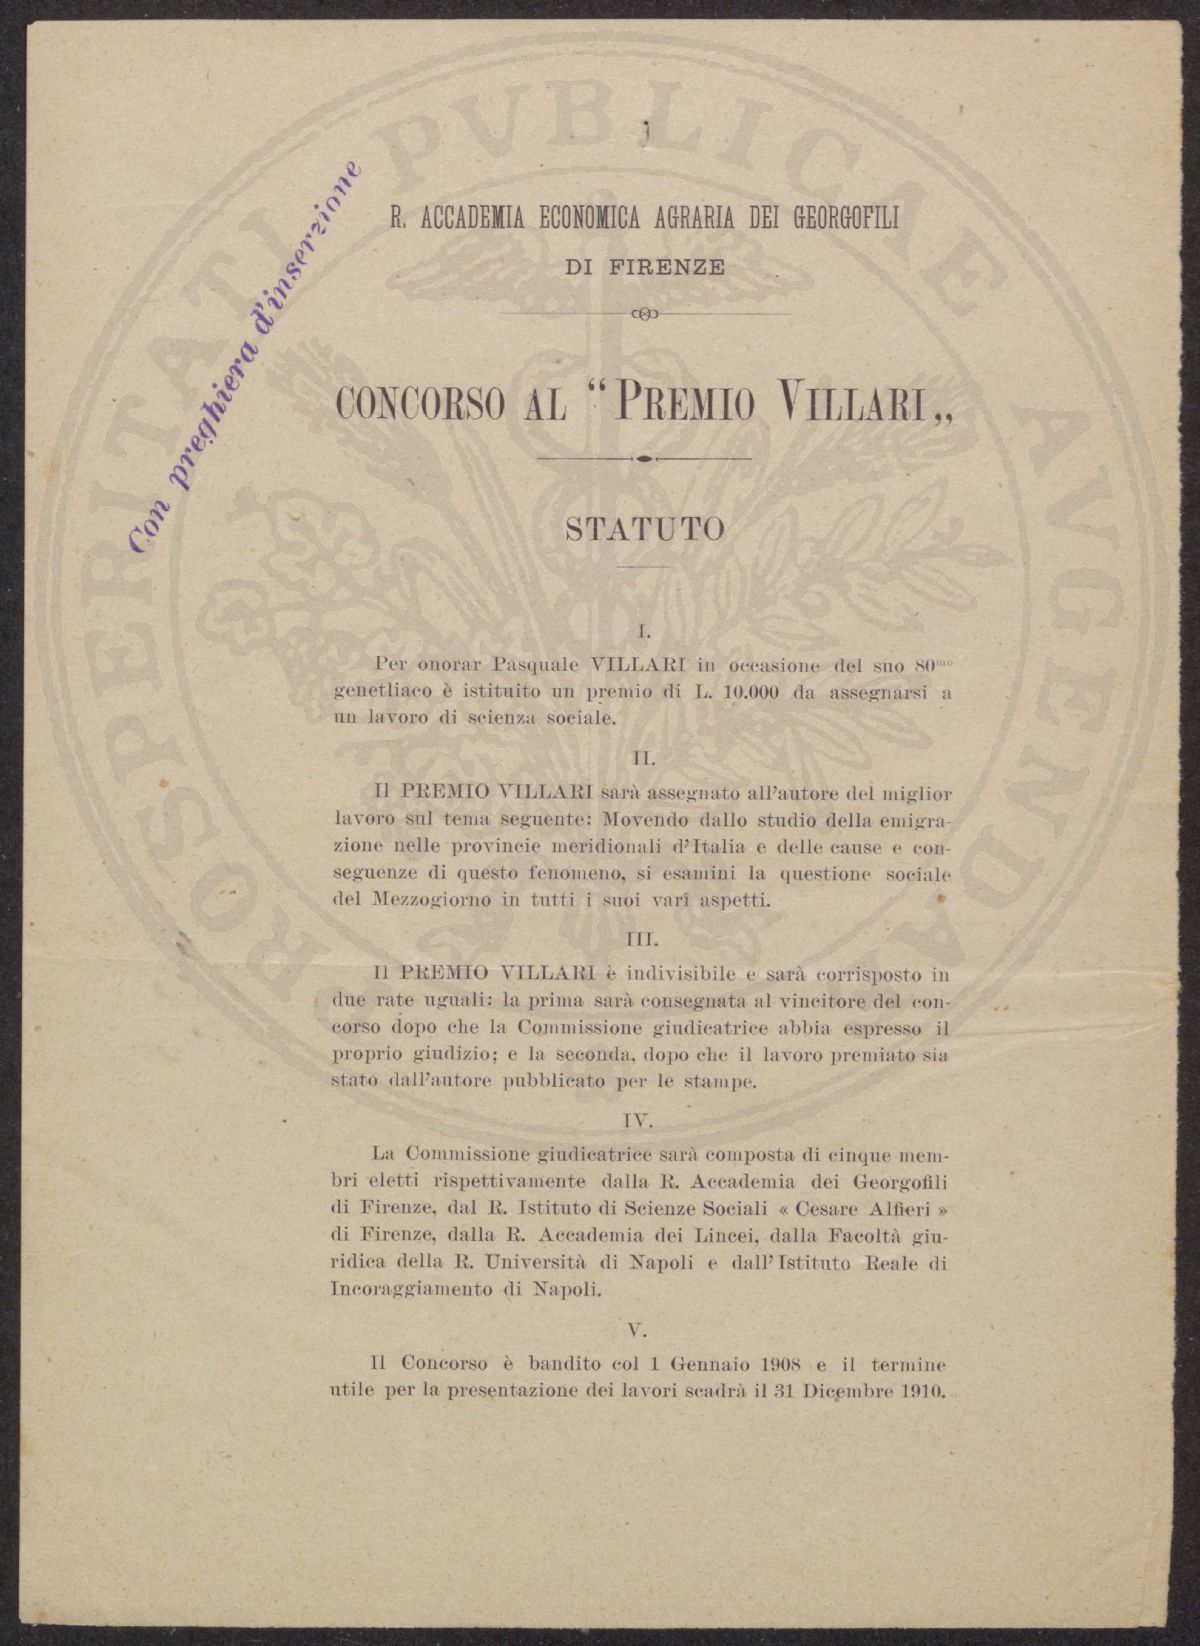 PROSPERITATI PVBLICAE AVGENDAE
Con preghiera d'inserzione
R. ACCADEMIA ECONOMICA AGRARIA DEI GEORGOFILI
DI FIRENZE
CONCORSO AL “PREMIO VILLARI„
STATUTO
I.
Per onorar Pasquale VILLARI in occasione del suo 80mo
genetliaco è istituito un premio di L. 10.000 da assegnarsi a
un lavoro di scienza sociale.
II.
Il PREMIO VILLARI sarà assegnato all'autore del miglior
lavoro sul tema seguente: Movendo dallo studio della emigra-
zione nelle provincie meridionali d'Italia e delle cause e con-
seguenze di questo fenomeno, si esamini la questione sociale
del Mezzogiorno in tutti i suoi varî aspetti.
III.
Il PREMIO VILLARI è indivisibile e sarà corrisposto in
due rate uguali: la prima sarà consegnata al vincitore del con-
corso dopo che la Commissione giudicatrice abbia espresso il
proprio giudizio; e la seconda, dopo che il lavoro premiato sia
stato dall'autore pubblicato per le stampe.
IV.
La Commissione giudicatrice sarà composta di cinque mem-
bri eletti rispettivamente dalla R. Accademia dei Georgofili
di Firenze, dal R. Istituto di Scienze Sociali « Cesare Alfieri »
di Firenze, dalla R. Accademia dei Lincei, dalla Facoltà giu-
ridica della R. Università di Napoli e dall'Istituto Reale di
Incoraggiamento di Napoli.
V.
Il Concorso è bandito col 1 Gennaio 1908 e il termine
utile per la presentazione dei lavori scadrà il 31 Dicembre 1910.